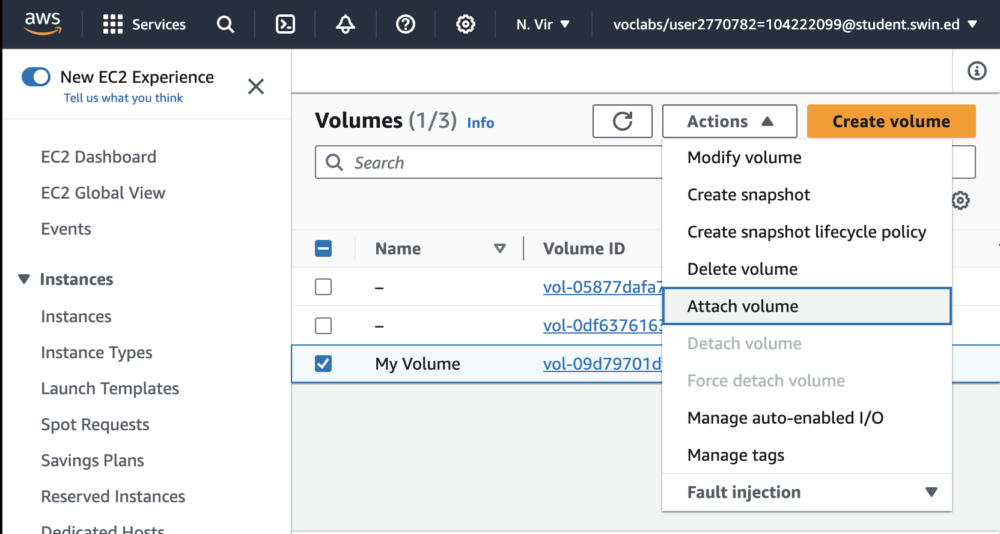 aws
Services
N. Vir
voclabs/user2770782=104222099@student.swin.ed
New EC2 Experience
Tell us what you think
EC2 Dashboard
EC2 Global View
Events
Instances
Instances
Instance Types
Launch Templates
Spot Requests
Savings Plans
Reserved Instances
Dedicated Hosts
Volumes (1/3) Info
Actions
Create volume
Search
Name
Volume ID
– vol-05877dafa7
– vol-0df6376163
My Volume vol-09d79701d
Modify volume
Create snapshot
Create snapshot lifecycle policy
Delete volume
Attach volume
Detach volume
Force detach volume
Manage auto-enabled I/O
Manage tags
Fault injection